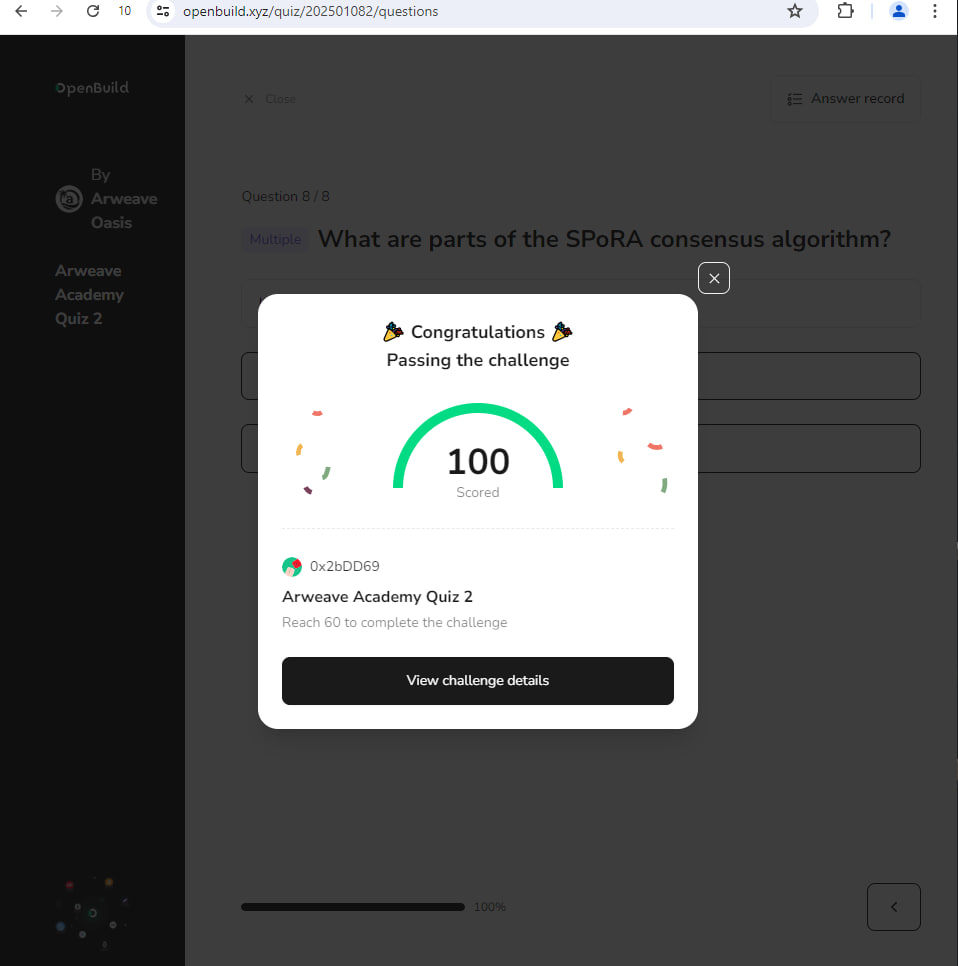 10
openbuild.xyz/quiz/202501082/questions
OpenBuild
Close
Answer record
By
Arweave
Oasis
Arweave
Academy
Quiz 2
Question 8 / 8
Multiple What are parts of the SPoRA consensus algorithm?
Congratulations
Passing the challenge
100
Scored
0x2bDD69
Arweave Academy Quiz 2
Reach 60 to complete the challenge
View challenge details
100%